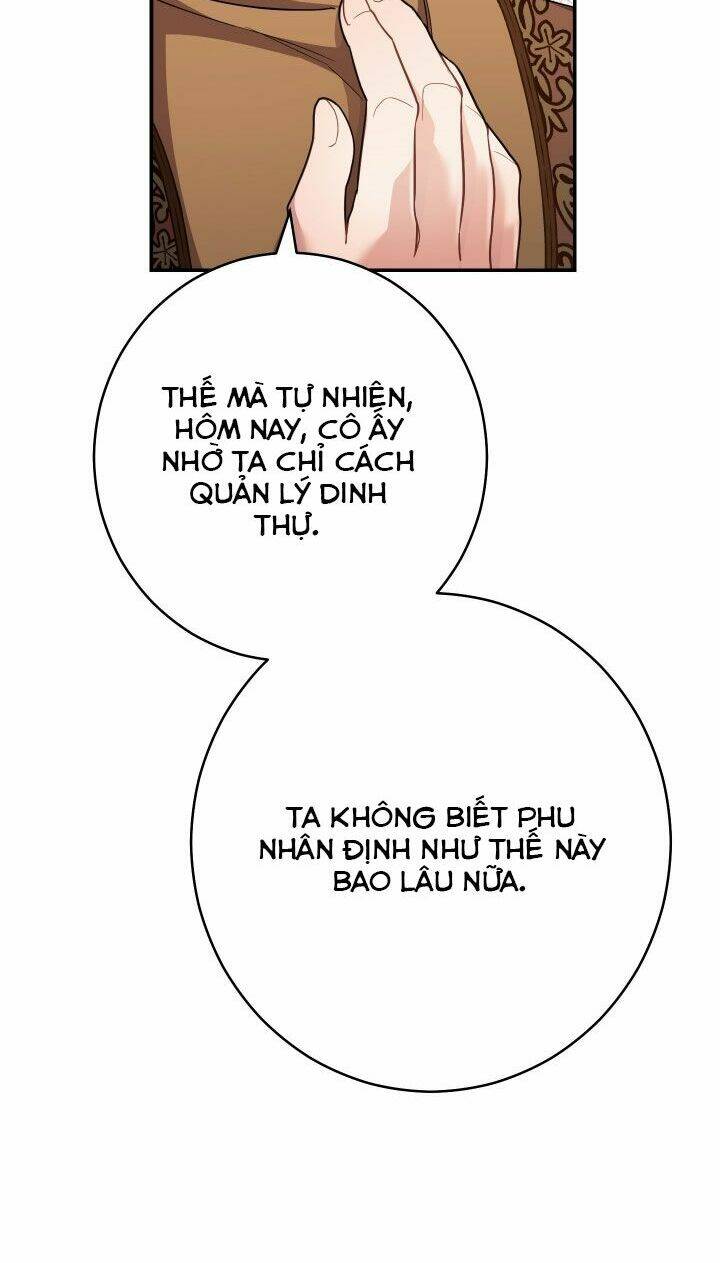 THẾ MÀ TỰ NHIÊN,
HÔM NAY, CÔ ẤY
NHỜ TA CHỈ CÁCH
QUẢN LÝ DINH
THỰ.
TA KHÔNG BIẾT PHU
NHÂN ĐỊNH NHƯ THẾ NÀY
BAO LÂU NỮA.